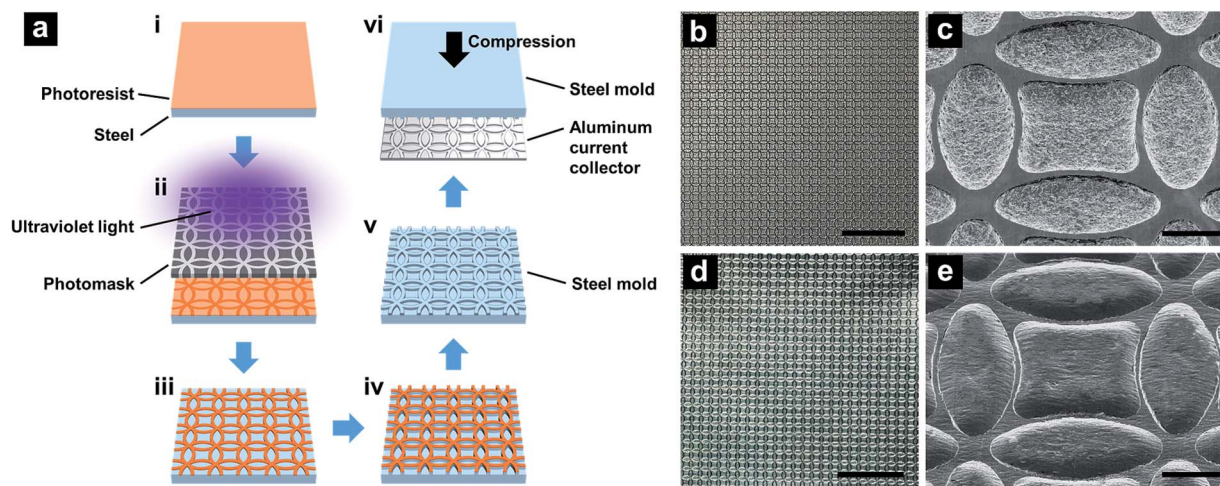 a
i
Photoresist
Steel
ii
Ultraviolet light
Photomask
iii
iv
v
Steel mold
vi
Compression
Steel mold
Aluminum
current
collector
b
c
d
e